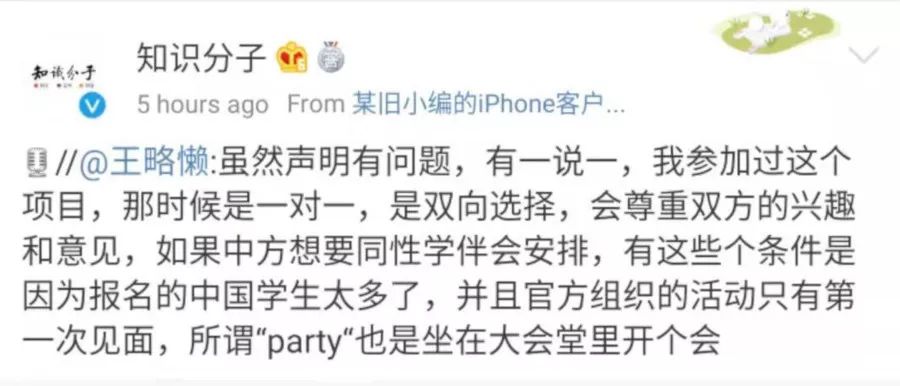 知识分子
知识分子
5 hours ago From 某旧小编的iPhone客户...
//@王略懒:虽然声明有问题，有一说一，我参加过这个
项目，那时候是一对一，是双向选择，会尊重双方的兴趣
和意见，如果中方想要同性学伴会安排，有这些个条件是
因为报名的中国学生太多了，并且官方组织的活动只有第
一次见面，所谓“party“也是坐在大会堂里开个会